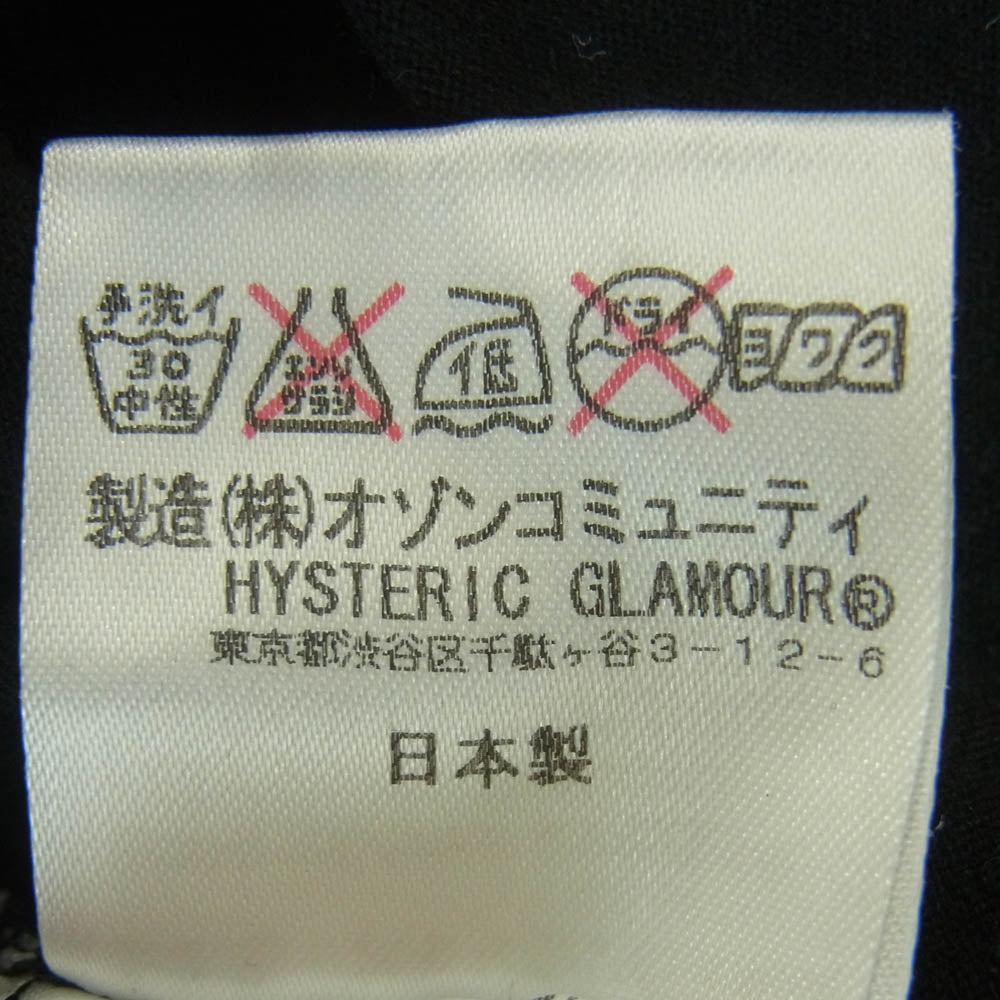 手洗イ 30 中性 エンソ サラシ 低 ドライ ヨワク
製造(株)オゾンコミュニティ
HYSTERIC GLAMOUR®
東京都渋谷区千駄ヶ谷3-12-6
日本製